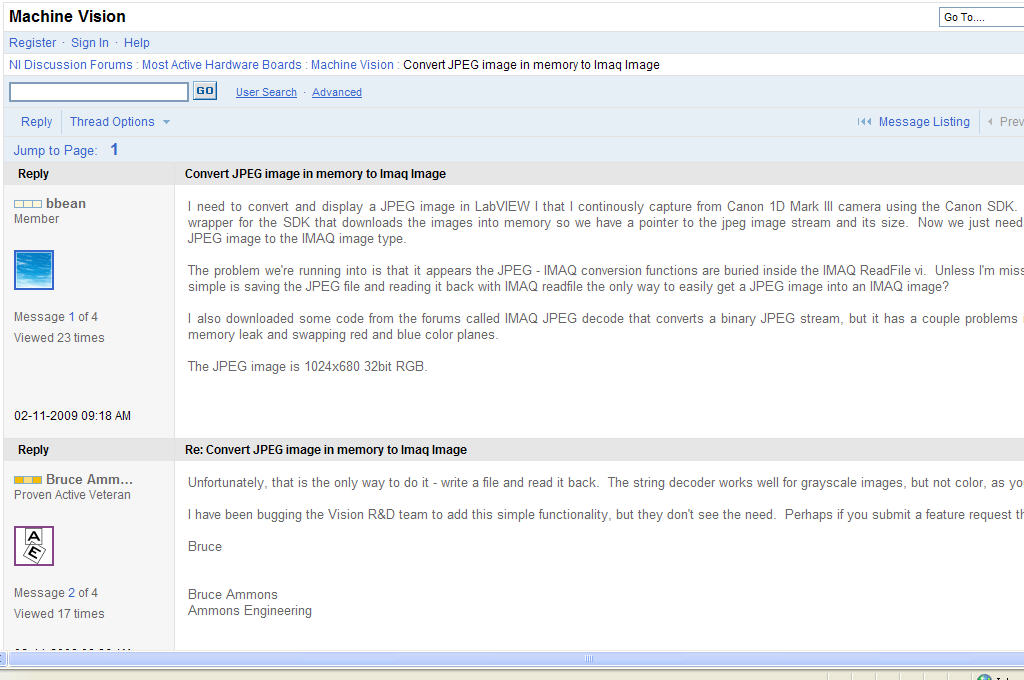 Machine Vision
Go To....
Register · Sign In · Help
NI Discussion Forums : Most Active Hardware Boards : Machine Vision : Convert JPEG image in memory to Imaq Image
GO User Search · Advanced
Reply Thread Options Message Listing Prev
Jump to Page: 1
Reply Convert JPEG image in memory to Imaq Image
bbean
Member
I need to convert and display a JPEG image in LabVIEW I that I continously capture from Canon 1D Mark III camera using the Canon SDK.
wrapper for the SDK that downloads the images into memory so we have a pointer to the jpeg image stream and its size. Now we just need
JPEG image to the IMAQ image type.
The problem we're running into is that it appears the JPEG - IMAQ conversion functions are buried inside the IMAQ ReadFile vi. Unless I'm miss
simple is saving the JPEG file and reading it back with IMAQ readfile the only way to easily get a JPEG image into an IMAQ image?
I also downloaded some code from the forums called IMAQ JPEG decode that converts a binary JPEG stream, but it has a couple problems
memory leak and swapping red and blue color planes.
The JPEG image is 1024x680 32bit RGB.
Message 1 of 4
Viewed 23 times
02-11-2009 09:18 AM
Reply Re: Convert JPEG image in memory to Imaq Image
Bruce Amm...
Proven Active Veteran
Unfortunately, that is the only way to do it - write a file and read it back. The string decoder works well for grayscale images, but not color, as yo
I have been bugging the Vision R&D team to add this simple functionality, but they don't see the need. Perhaps if you submit a feature request th
Bruce
Bruce Ammons
Ammons Engineering
A
E
Message 2 of 4
Viewed 17 times